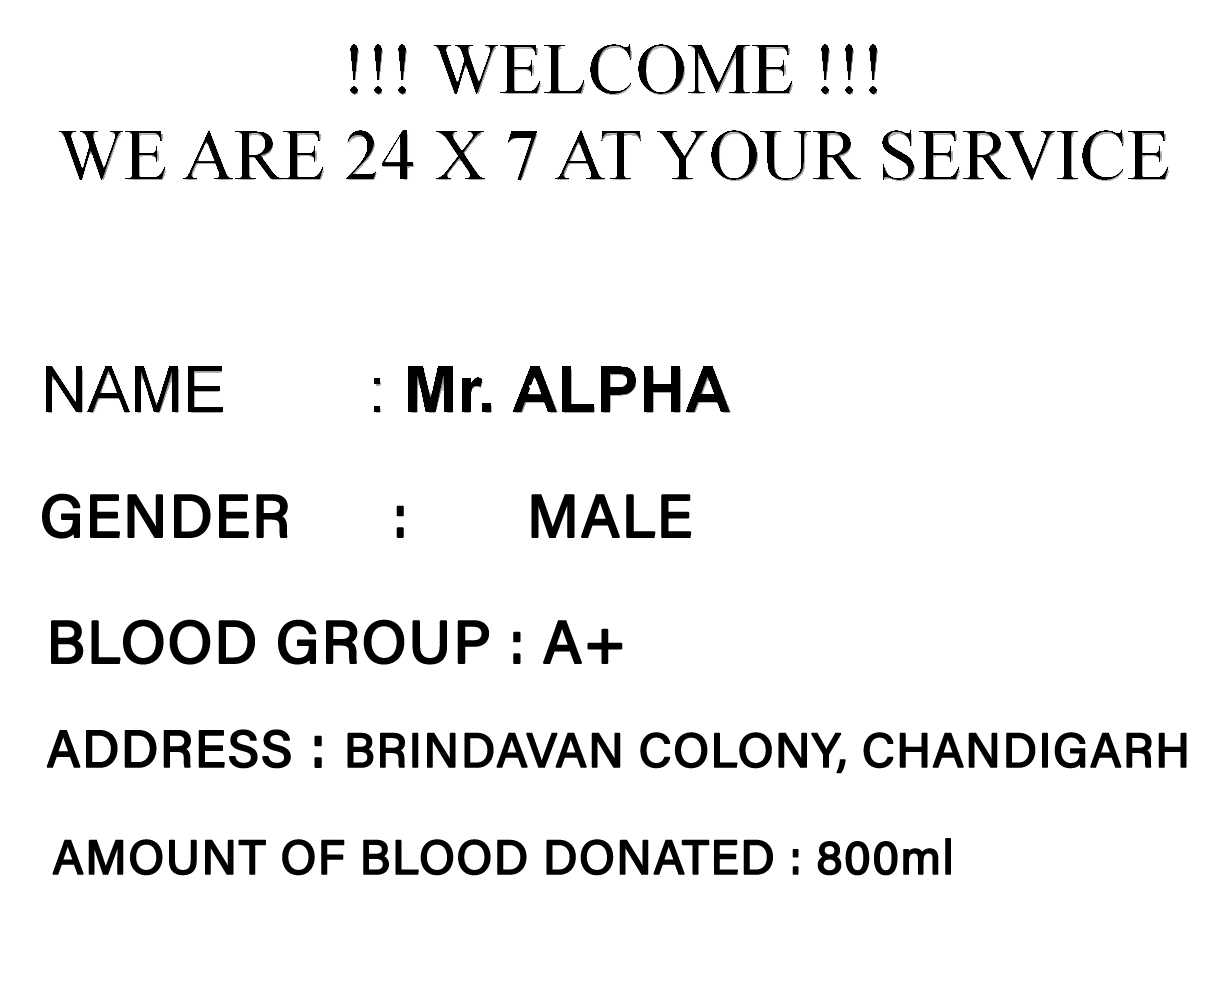 !!! WELCOME !!!
WE ARE 24 X 7 AT YOUR SERVICE
NAME : Mr. ALPHA
GENDER : MALE
BLOOD GROUP : A+
ADDRESS : BRINDAVAN COLONY, CHANDIGARH
AMOUNT OF BLOOD DONATED : 800ml